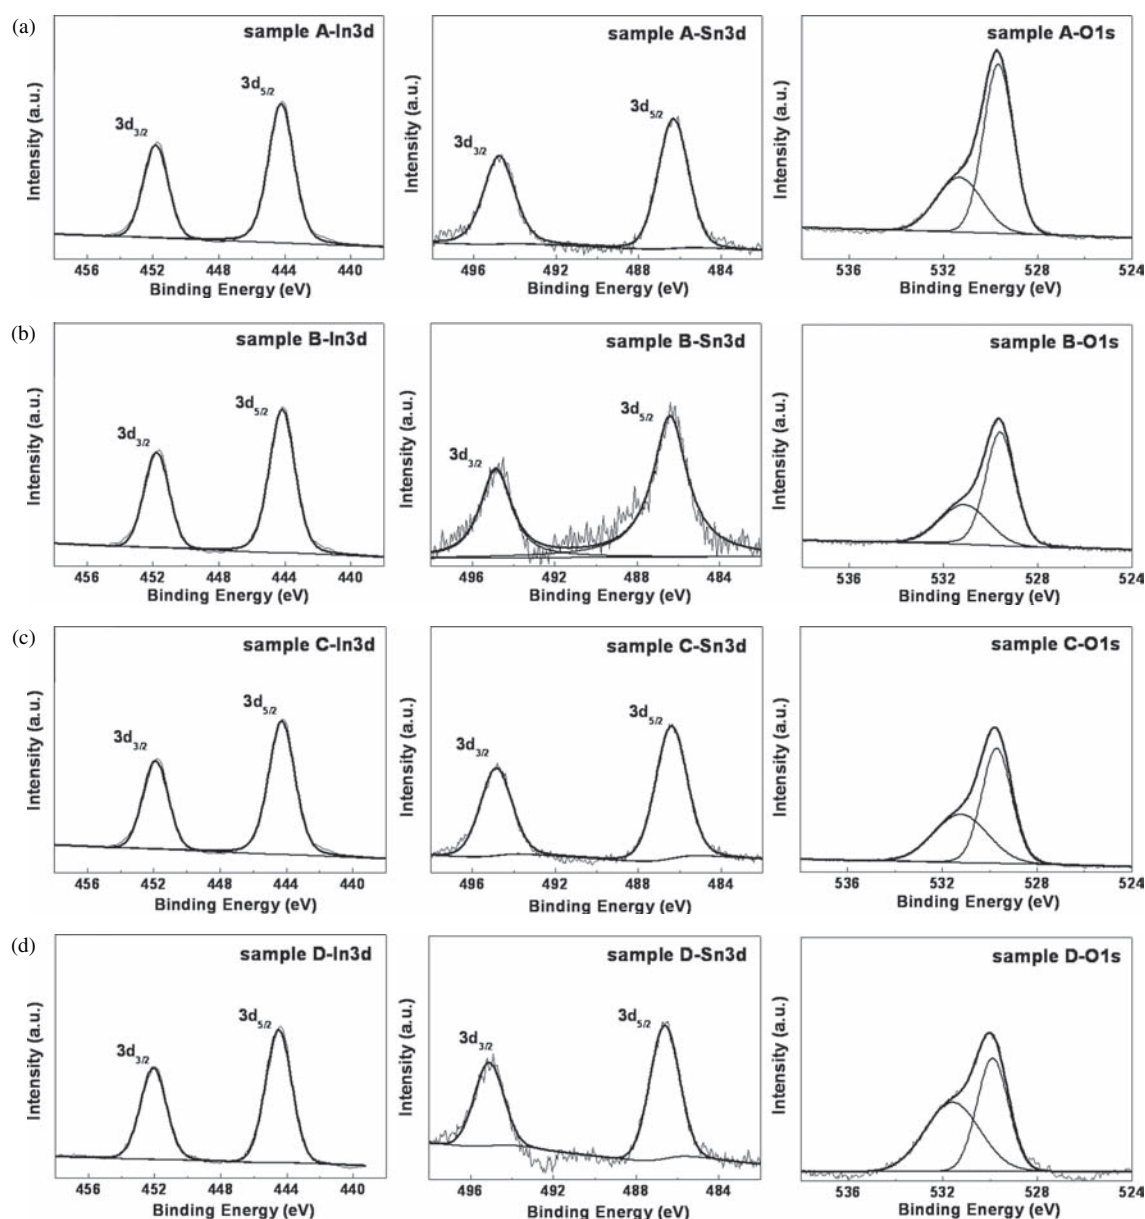 (a)
sample A-In3d
3d5/2
3d3/2
Intensity (a.u.)
456 452 448 444 440
Binding Energy (eV)
sample A-Sn3d
3d5/2
3d3/2
Intensity (a.u.)
496 492 488 484
Binding Energy (eV)
sample A-O1s
Intensity (a.u.)
536 532 528 524
Binding Energy (eV)
(b)
sample B-In3d
3d5/2
3d3/2
Intensity (a.u.)
456 452 448 444 440
Binding Energy (eV)
sample B-Sn3d
3d5/2
3d3/2
Intensity (a.u.)
496 492 488 484
Binding Energy (eV)
sample B-O1s
Intensity (a.u.)
536 532 528 524
Binding Energy (eV)
(c)
sample C-In3d
3d5/2
3d3/2
Intensity (a.u.)
456 452 448 444 440
Binding Energy (eV)
sample C-Sn3d
3d5/2
3d3/2
Intensity (a.u.)
496 492 488 484
Binding Energy (eV)
sample C-O1s
Intensity (a.u.)
536 532 528 524
Binding Energy (eV)
(d)
sample D-In3d
3d5/2
3d3/2
Intensity (a.u.)
456 452 448 444 440
Binding Energy (eV)
sample D-Sn3d
3d5/2
3d3/2
Intensity (a.u.)
496 492 488 484
Binding Energy (eV)
sample D-O1s
Intensity (a.u.)
536 532 528 524
Binding Energy (eV)